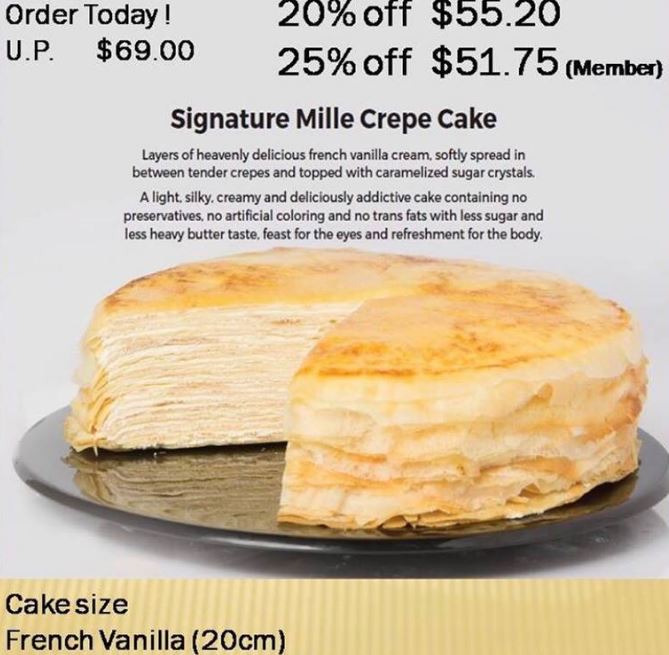 Order Today !
20% off $55.20
U.P. $69.00
25% off $51.75 (Member)
Signature Mille Crepe Cake
Layers of heavenly delicious french vanilla cream, softly spread in
between tender crepes and topped with caramelized sugar crystals.
A light, silky, creamy and deliciously addictive cake containing no
preservatives, no artificial coloring and no trans fats with less sugar and
less heavy butter taste, feast for the eyes and refreshment for the body.
Cake size
French Vanilla (20cm)